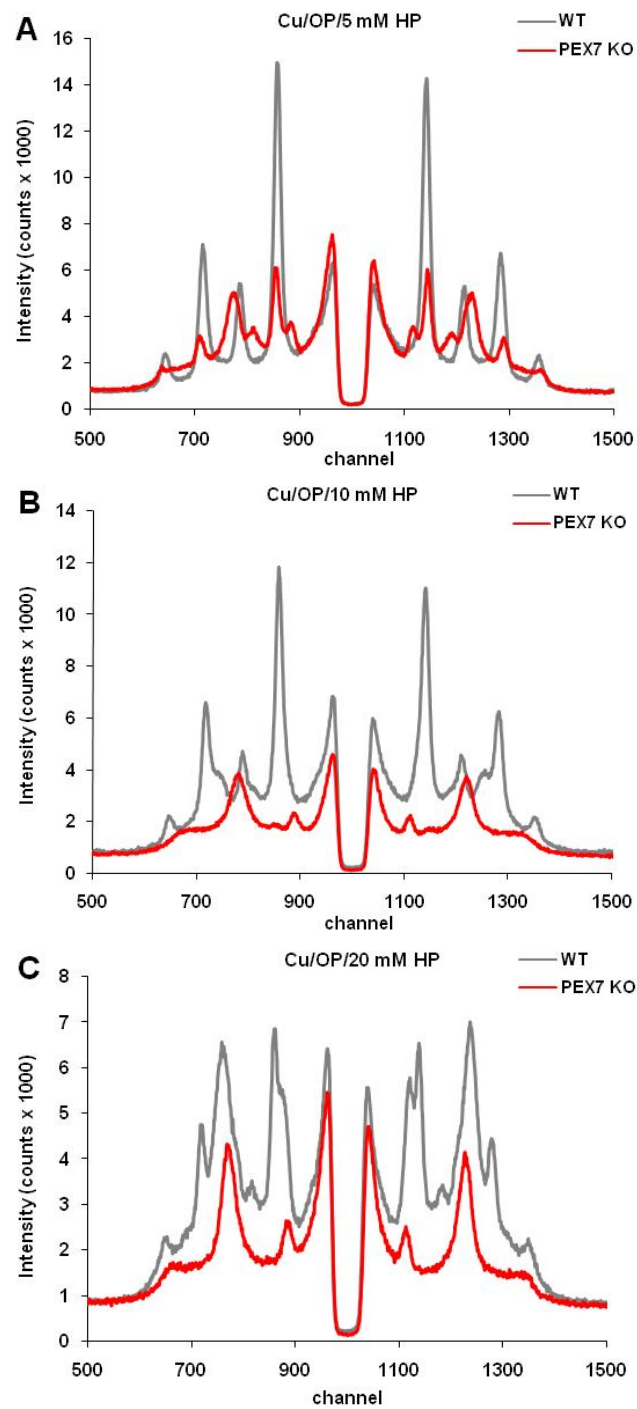 A
Cu/OP/5 mM HP
WT
PEX7 KO
Intensity (counts x 1000)
16
14
12
10
8
6
4
2
0
500 700 900 1100 1300 1500
channel
B
Cu/OP/10 mM HP
WT
PEX7 KO
Intensity (counts x 1000)
14
12
10
8
6
4
2
0
500 700 900 1100 1300 1500
channel
C
Cu/OP/20 mM HP
WT
PEX7 KO
Intensity (counts x 1000)
8
7
6
5
4
3
2
1
0
500 700 900 1100 1300 1500
channel